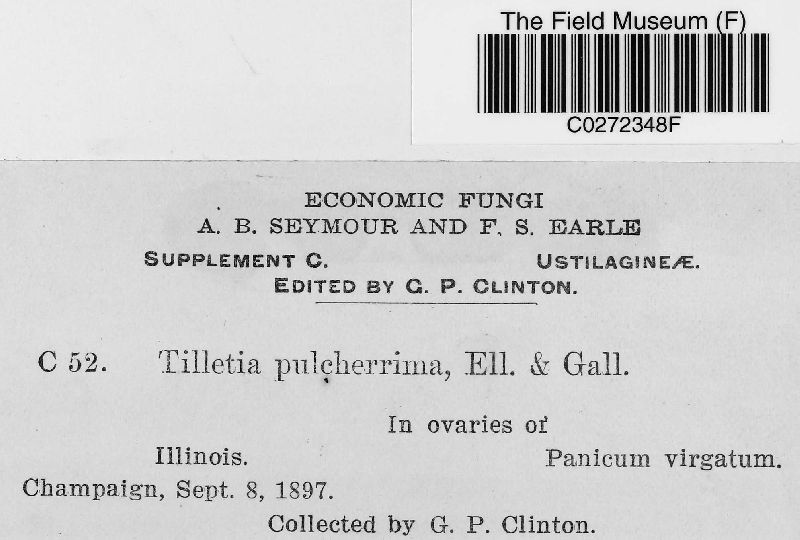 The Field Museum (F)
C0272348F
ECONOMIC FUNGI
A. B. SEYMOUR AND F. S. EARLE
SUPPLEMENT C. USTILAGINEÆ.
EDITED BY G. P. CLINTON.
C 52. Tilletia pulcherrima, Ell. & Gall.
In ovaries of
Illinois. Panicum virgatum.
Champaign, Sept. 8, 1897.
Collected by G. P. Clinton.